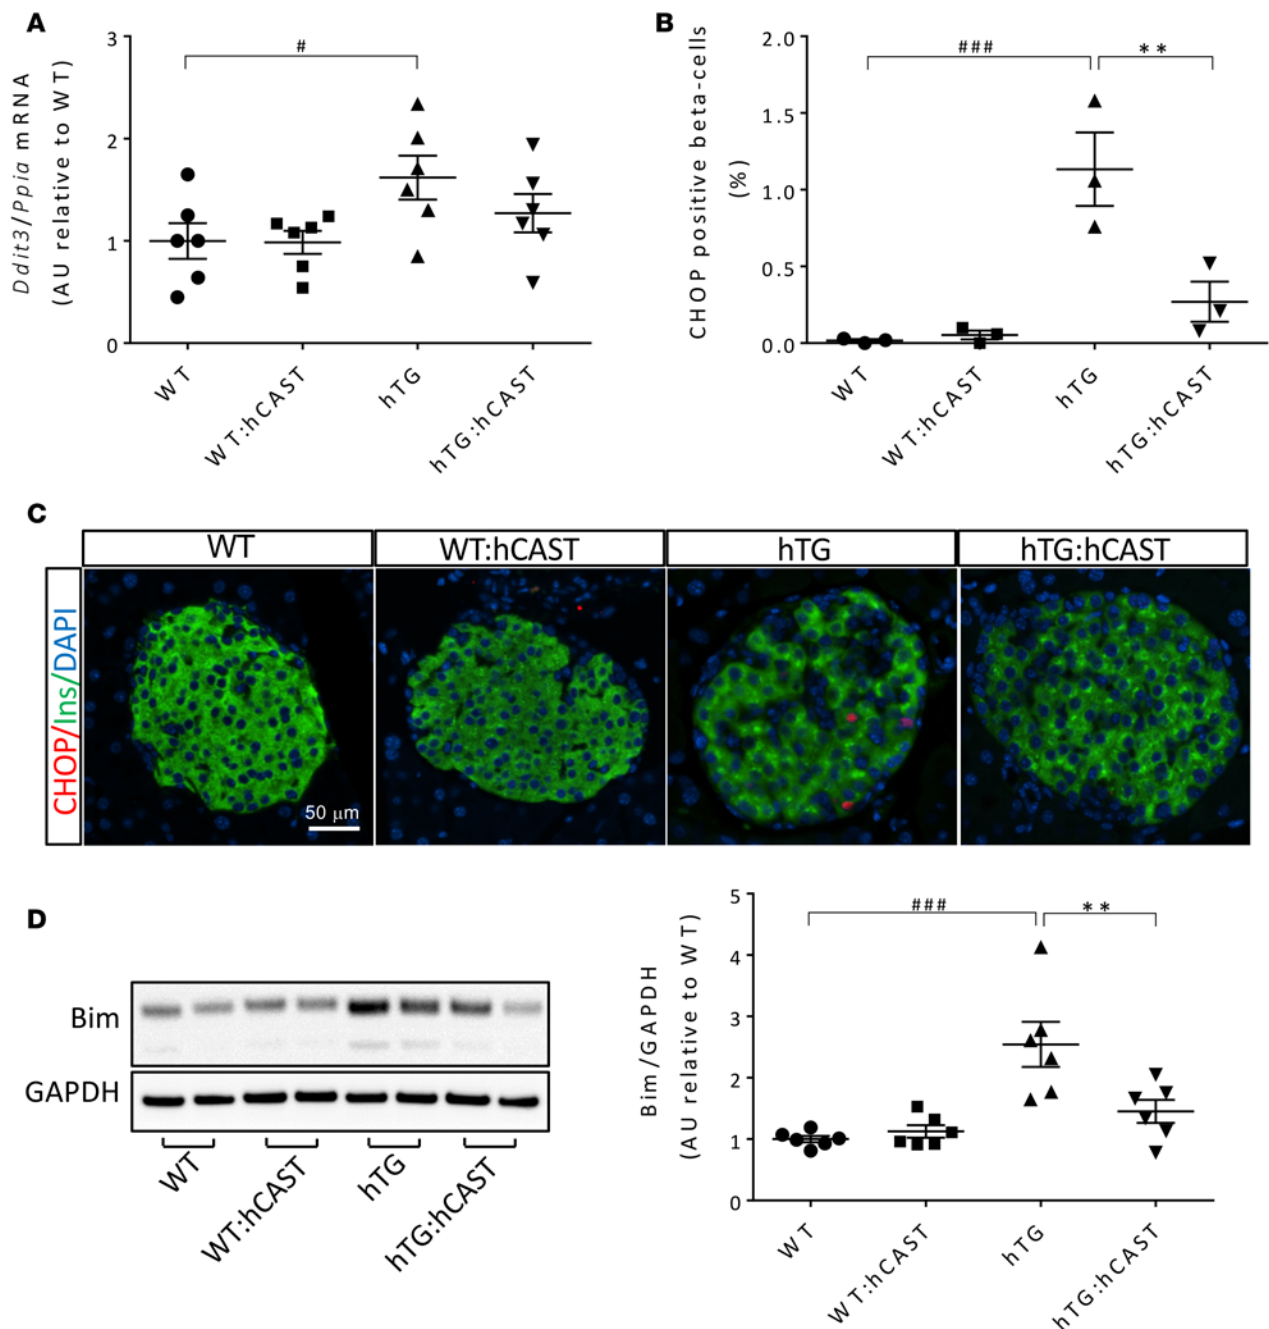 A
Ddit3/Ppia mRNA
(AU relative to WT)
3
2
1
0
#
WT
WT:hCAST
hTG
hTG:hCAST
B
CHOP positive beta-cells
(%)
2.0
1.5
1.0
0.5
0.0
###
**
WT
WT:hCAST
hTG
hTG:hCAST
C
CHOP/Ins/DAPI
WT
WT:hCAST
hTG
hTG:hCAST
50 μm
D
Bim
GAPDH
WT
WT:hCAST
hTG
hTG:hCAST
Bim/GAPDH
(AU relative to WT)
5
4
3
2
1
0
###
**
WT
WT:hCAST
hTG
hTG:hCAST